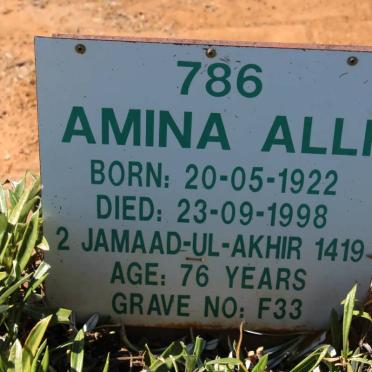 786
AMINA ALLI
BORN: 20-05-1922
DIED: 23-09-1998
2 JAMAAD-UL-AKHIR 1419
AGE: 76 YEARS
GRAVE NO: F33